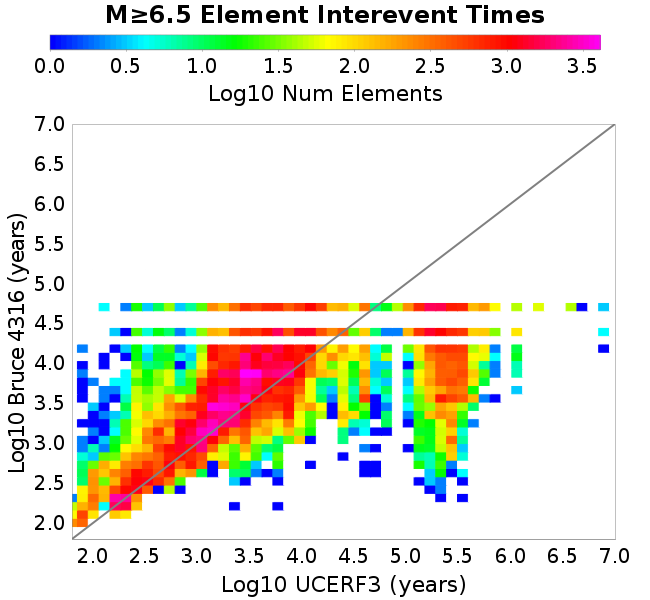 M≥6.5 Element Interevent Times
0.0 0.5 1.0 1.5 2.0 2.5 3.0 3.5
Log10 Num Elements
7.0
6.5
6.0
5.5
5.0
4.5
4.0
3.5
3.0
2.5
2.0
Log10 Bruce 4316 (years)
2.0 2.5 3.0 3.5 4.0 4.5 5.0 5.5 6.0 6.5 7.0
Log10 UCERF3 (years)